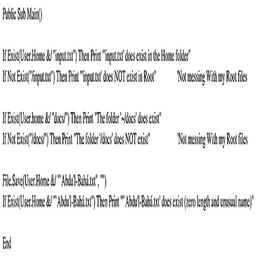 Public Sub Main()
If Exist(User.Home &/ "input.txt") Then Print "'input.txt' does exist in the Home folder"
If Not Exist("/input.txt") Then Print "'input.txt' does NOT exist in Root" 'Not messing With my Root files
If Exist(User.home &/ "docs/") Then Print "The folder '~/docs' does exist"
If Not Exist("/docs/") Then Print "The folder '/docs' does NOT exist" 'Not messing With my Root files
File.Save(User.Home &/ "`Abdu'l-Bahá.txt", "")
If Exist(User.Home &/ "`Abdu'l-Bahá.txt") Then Print "'`Abdu'l-Bahá.txt' does exist (zero length and unusual name)"
End